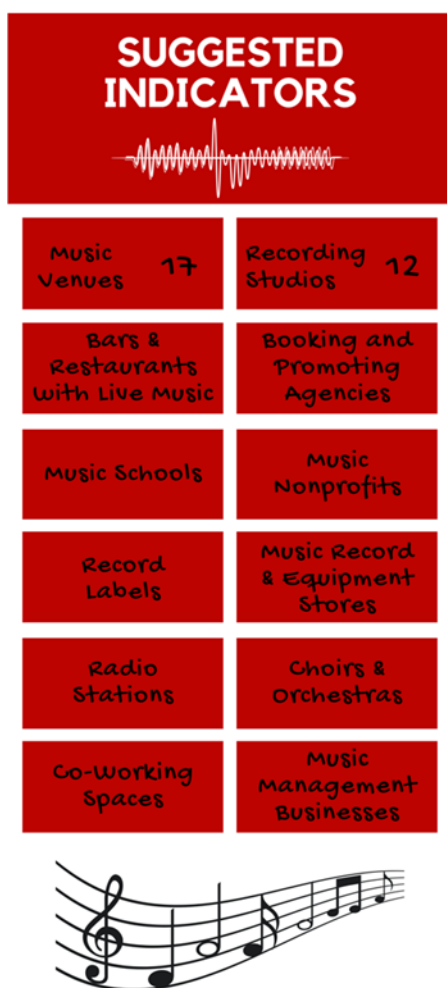 SUGGESTED
INDICATORS
Music
Venues 17
Recording
Studios 12
Bars &
Restaurants
with Live Music
Booking and
Promoting
Agencies
Music Schools
Music
Nonprofits
Record
Labels
Music Record
& Equipment
Stores
Radio
Stations
Choirs &
Orchestras
Co-Working
Spaces
Music
Management
Businesses